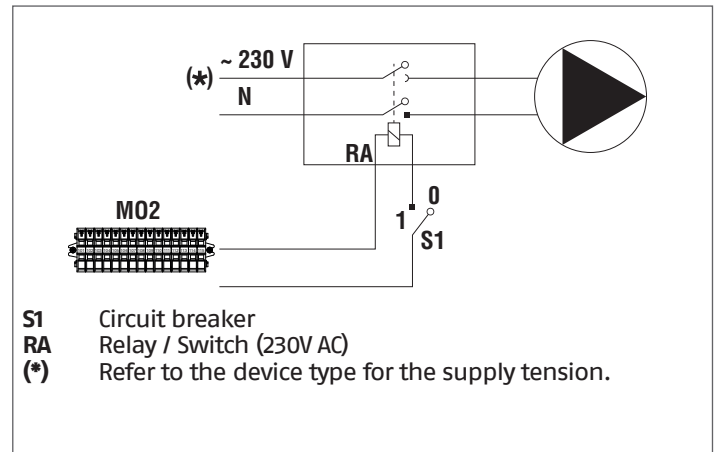 ~ 230 V
(*)
N
RA
MO2
0
1
S1
S1 Circuit breaker
RA Relay / Switch (230V AC)
(*) Refer to the device type for the supply tension.